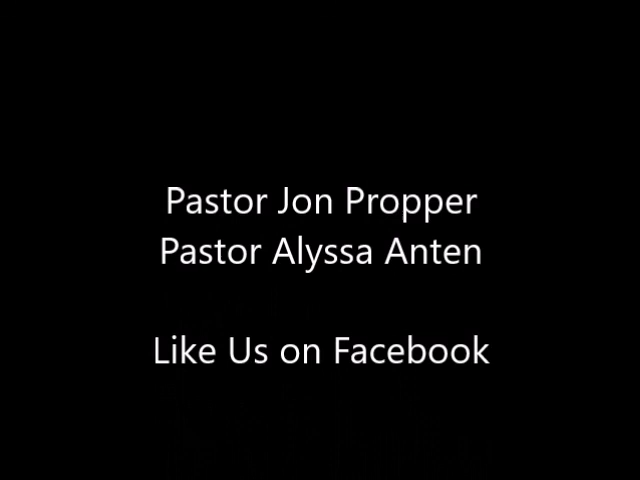 Pastor Jon Propper
Pastor Alyssa Anten
Like Us on Facebook